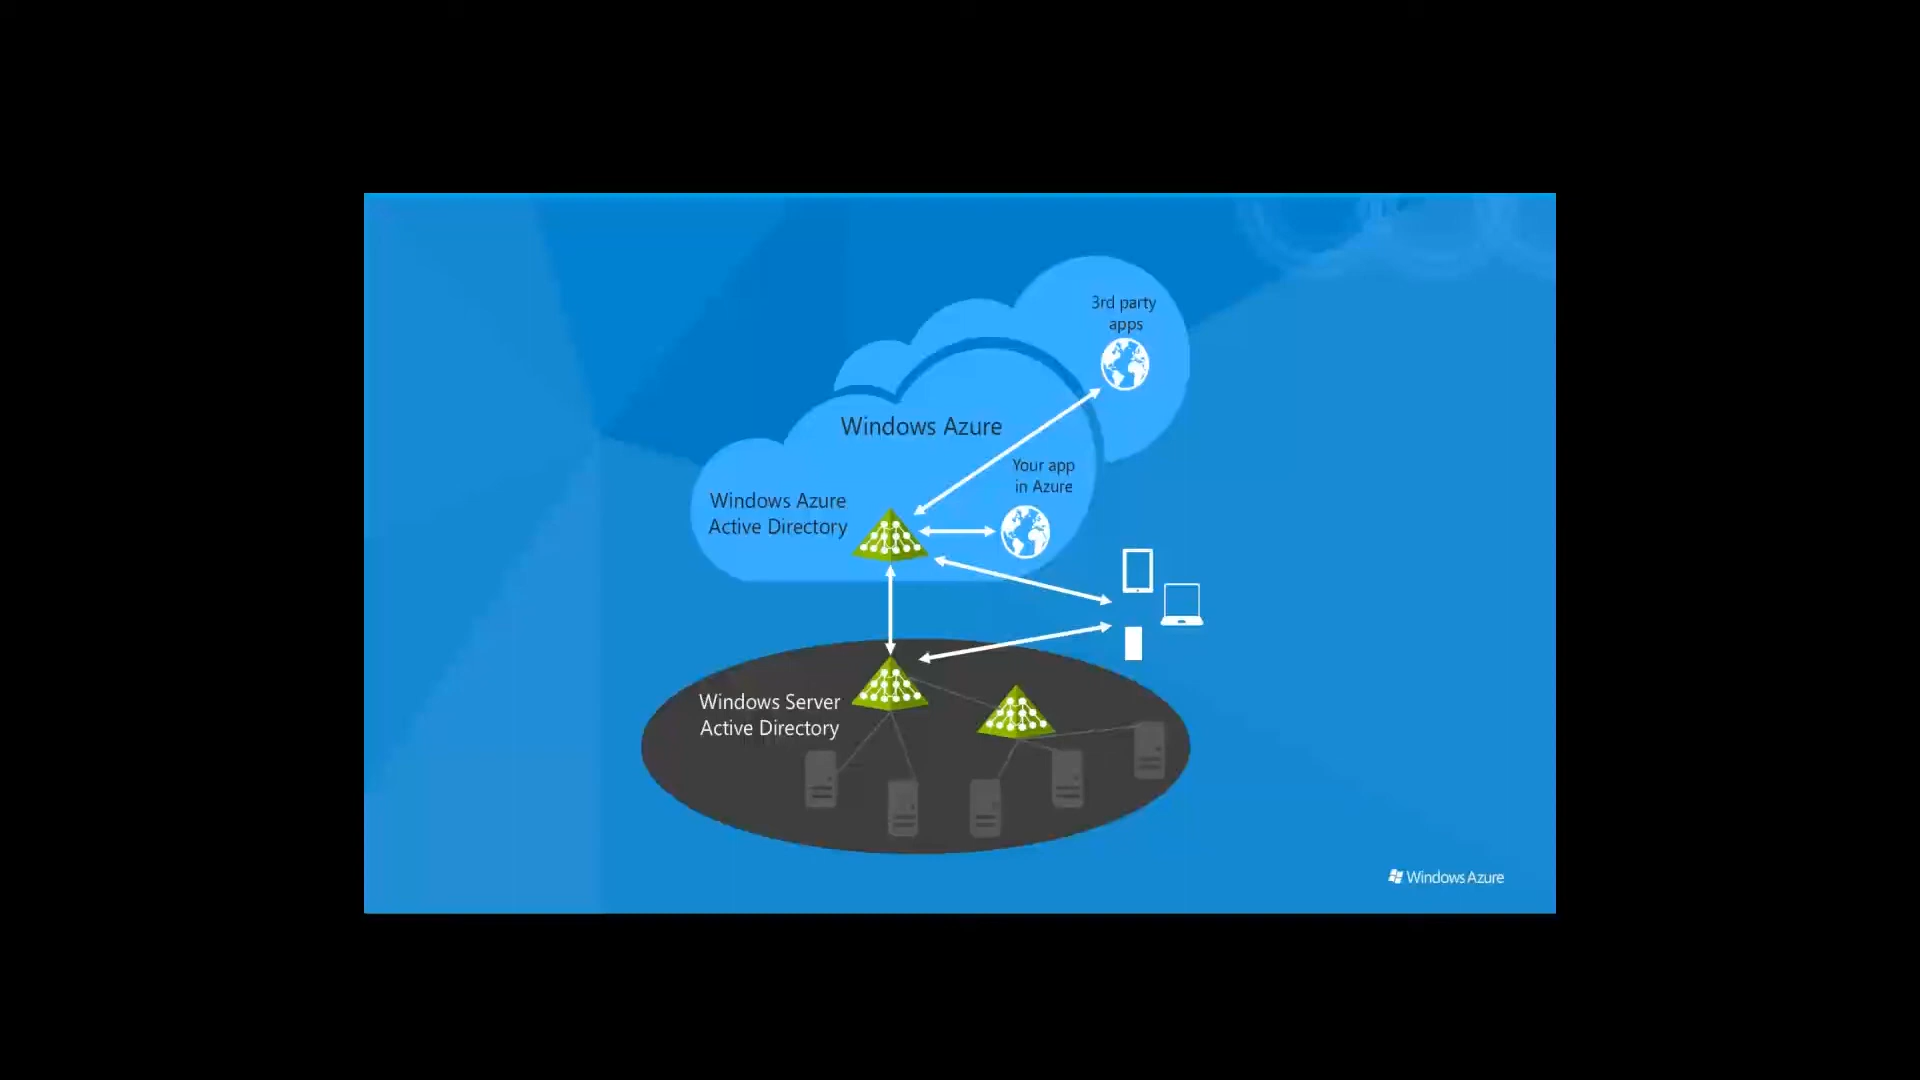 3rd party
apps
Windows Azure
Your app
in Azure
Windows Azure
Active Directory
Windows Server
Active Directory
Windows Azure